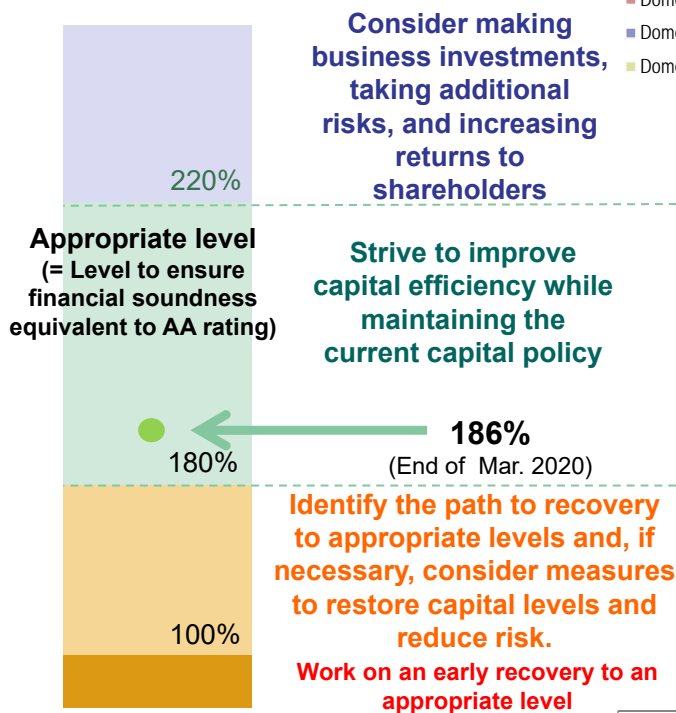 Consider making
business investments,
taking additional
risks, and increasing
returns to
shareholders
220%
Appropriate level
(= Level to ensure
financial soundness
equivalent to AA rating)
Strive to improve
capital efficiency while
maintaining the
current capital policy
186%
(End of Mar. 2020)
180%
Identify the path to recovery
to appropriate levels and, if
necessary, consider measures
to restore capital levels and
reduce risk.
100%
Work on an early recovery to an
appropriate level